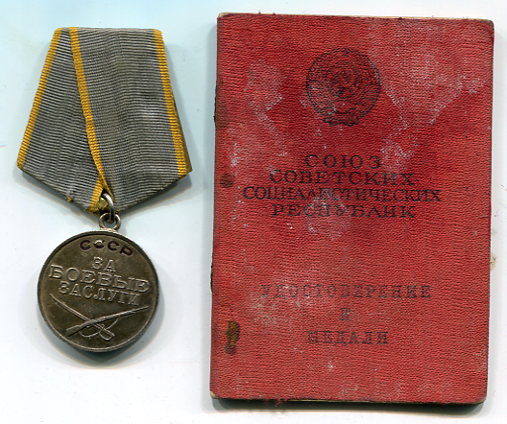 СССР
ЗА
БОЕВЫЕ
ЗАСЛУГИ
СОЮЗ
СОВЕТСКИХ
СОЦИАЛИСТИЧЕСКИХ
РЕСПУБЛИК
УДОСТОВЕРЕНИЕ
К
МЕДАЛИ